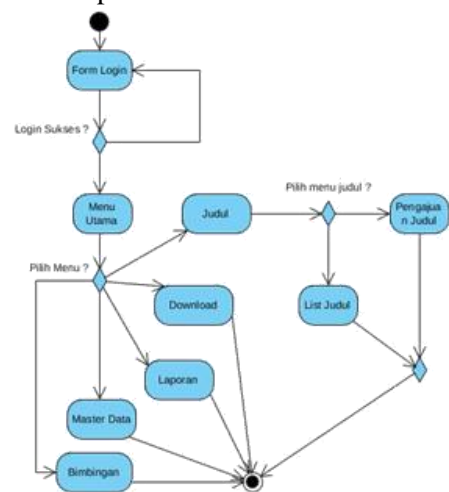 Form Login
Login Sukses ?
Menu
Utama
Pilih menu judul ?
Judul
Pengajua
n Judul
Pilih Menu ?
Download
List Judul
Laporan
Master Data
Bimbingan